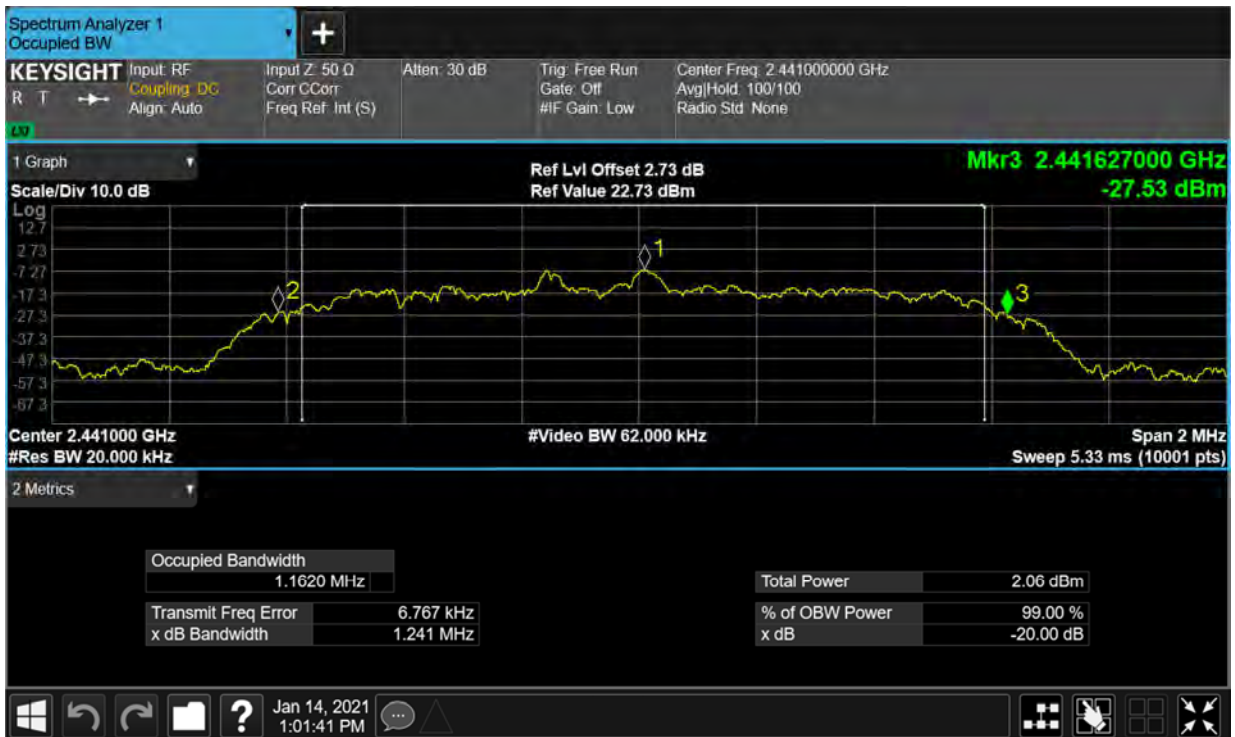 Spectrum Analyzer 1
Occupied BW
+
KEYSIGHT
R T
LXI
Input: RF
Coupling: DC
Align: Auto
Input Z: 50 Ω
Corr CCorr
Freq Ref: Int (S)
Atten: 30 dB
Trig: Free Run
Gate: Off
#IF Gain: Low
Center Freq: 2.441000000 GHz
Avg|Hold: 100/100
Radio Std: None
1 Graph
Scale/Div 10.0 dB
Ref Lvl Offset 2.73 dB
Ref Value 22.73 dBm
Mkr3 2.441627000 GHz
-27.53 dBm
Log
12.7
2.73
-7.27
-17.3
-27.3
-37.3
-47.3
-57.3
-67.3
1
2
3
Center 2.441000 GHz
#Res BW 20.000 kHz
#Video BW 62.000 kHz
Span 2 MHz
Sweep 5.33 ms (10001 pts)
2 Metrics
Occupied Bandwidth
1.1620 MHz
Transmit Freq Error 6.767 kHz
x dB Bandwidth 1.241 MHz
Total Power 2.06 dBm
% of OBW Power 99.00 %
x dB -20.00 dB
?
Jan 14, 2021
1:01:41 PM